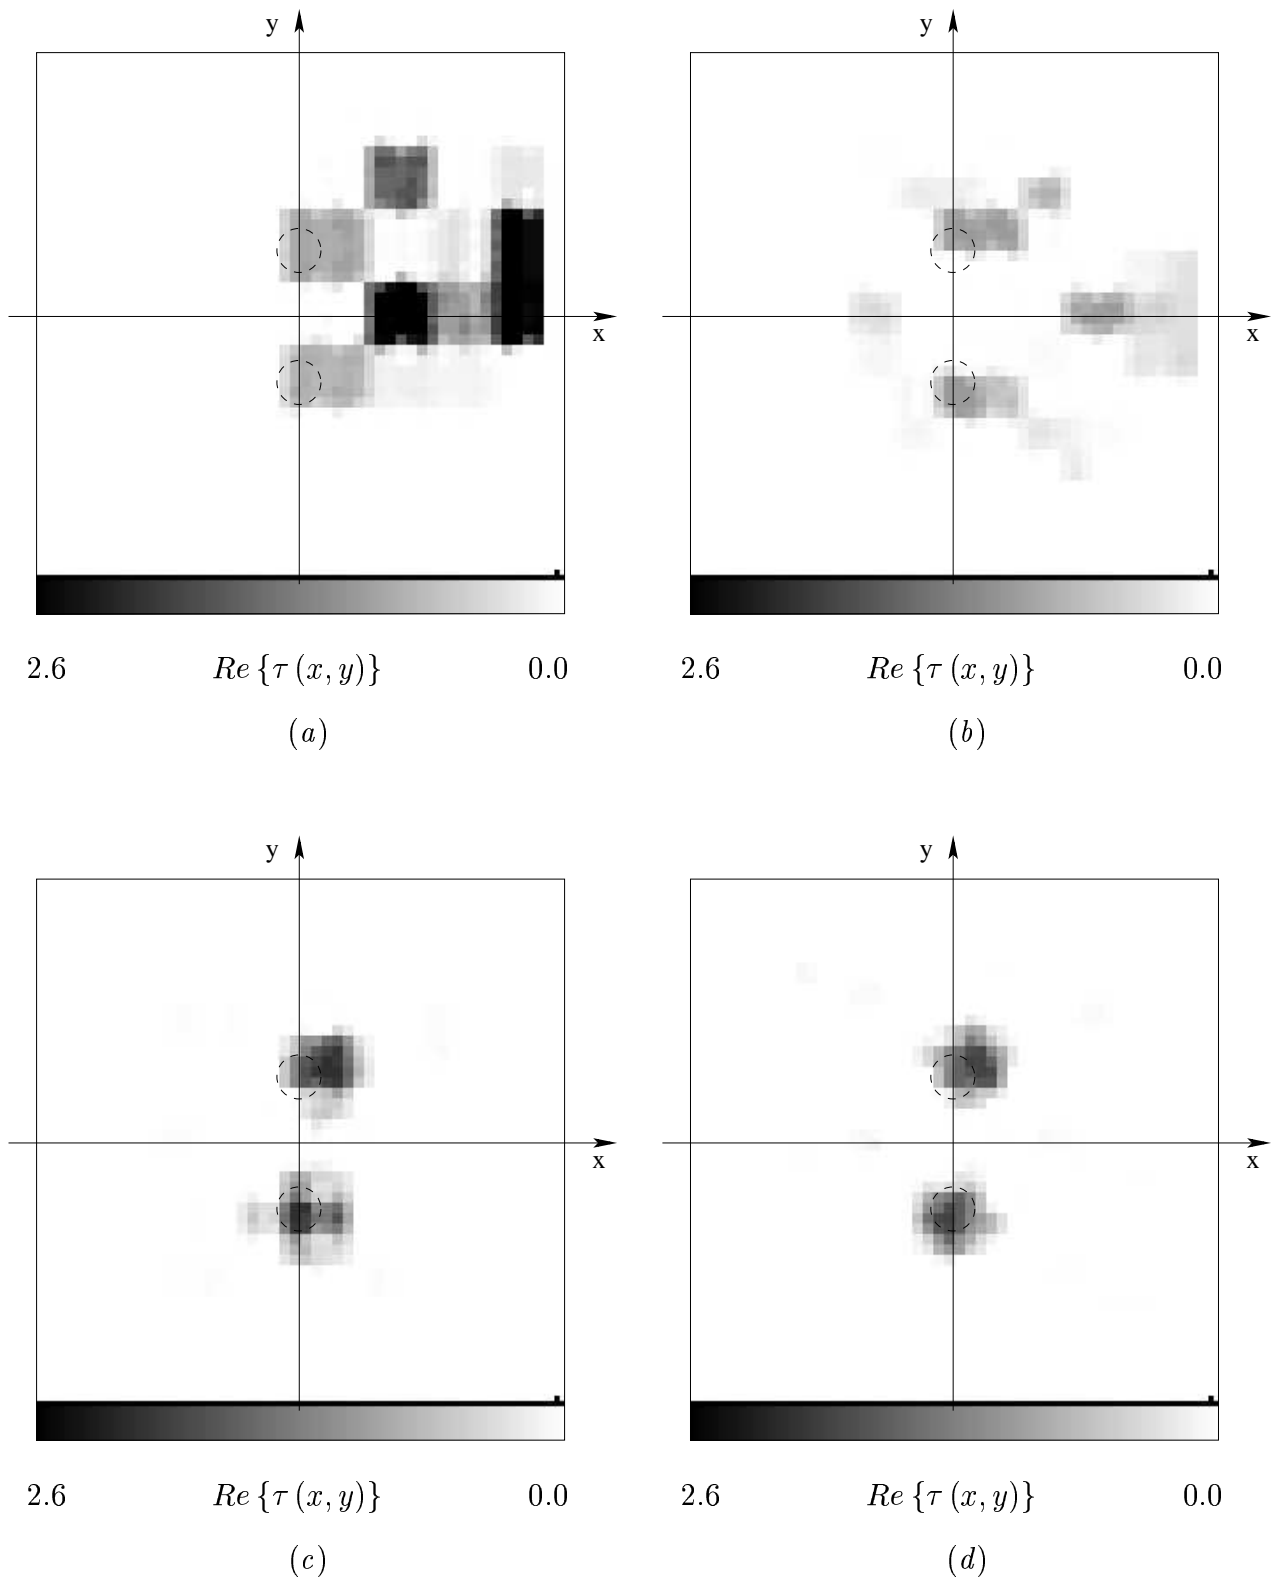 y y
x x
2.6 Re {τ (x, y)} 0.0 2.6 Re {τ (x, y)} 0.0
(a) (b)
y y
x x
2.6 Re {τ (x, y)} 0.0 2.6 Re {τ (x, y)} 0.0
(c) (d)